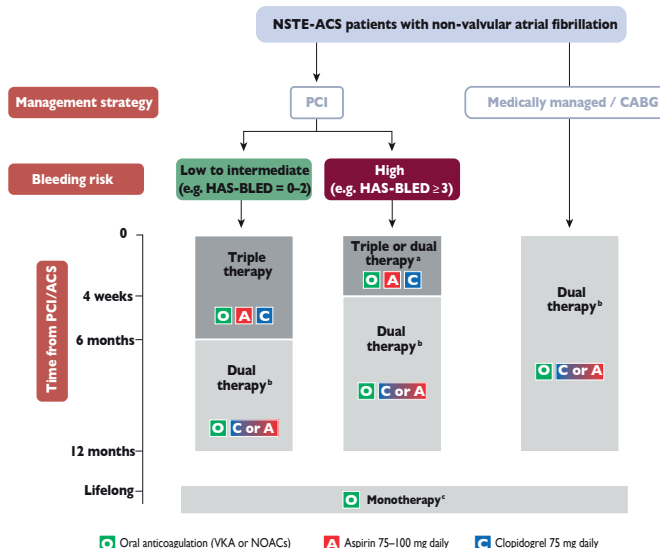 NSTE-ACS patients with non-valvular atrial fibrillation
Management strategy
PCI
Medically managed / CABG
Bleeding risk
Low to intermediate
(e.g. HAS-BLED = 0–2)
High
(e.g. HAS-BLED ≥3)
Time from PCI/ACS
0
4 weeks
6 months
12 months
Lifelong
Triple
therapy
O A C
Dual
therapy b
O C or A
Triple or dual
therapy a
O A C
Dual
therapy b
O C or A
Dual
therapy b
O C or A
O Monotherapy c
O Oral anticoagulation (VKA or NOACs)
A Aspirin 75–100 mg daily
C Clopidogrel 75 mg daily